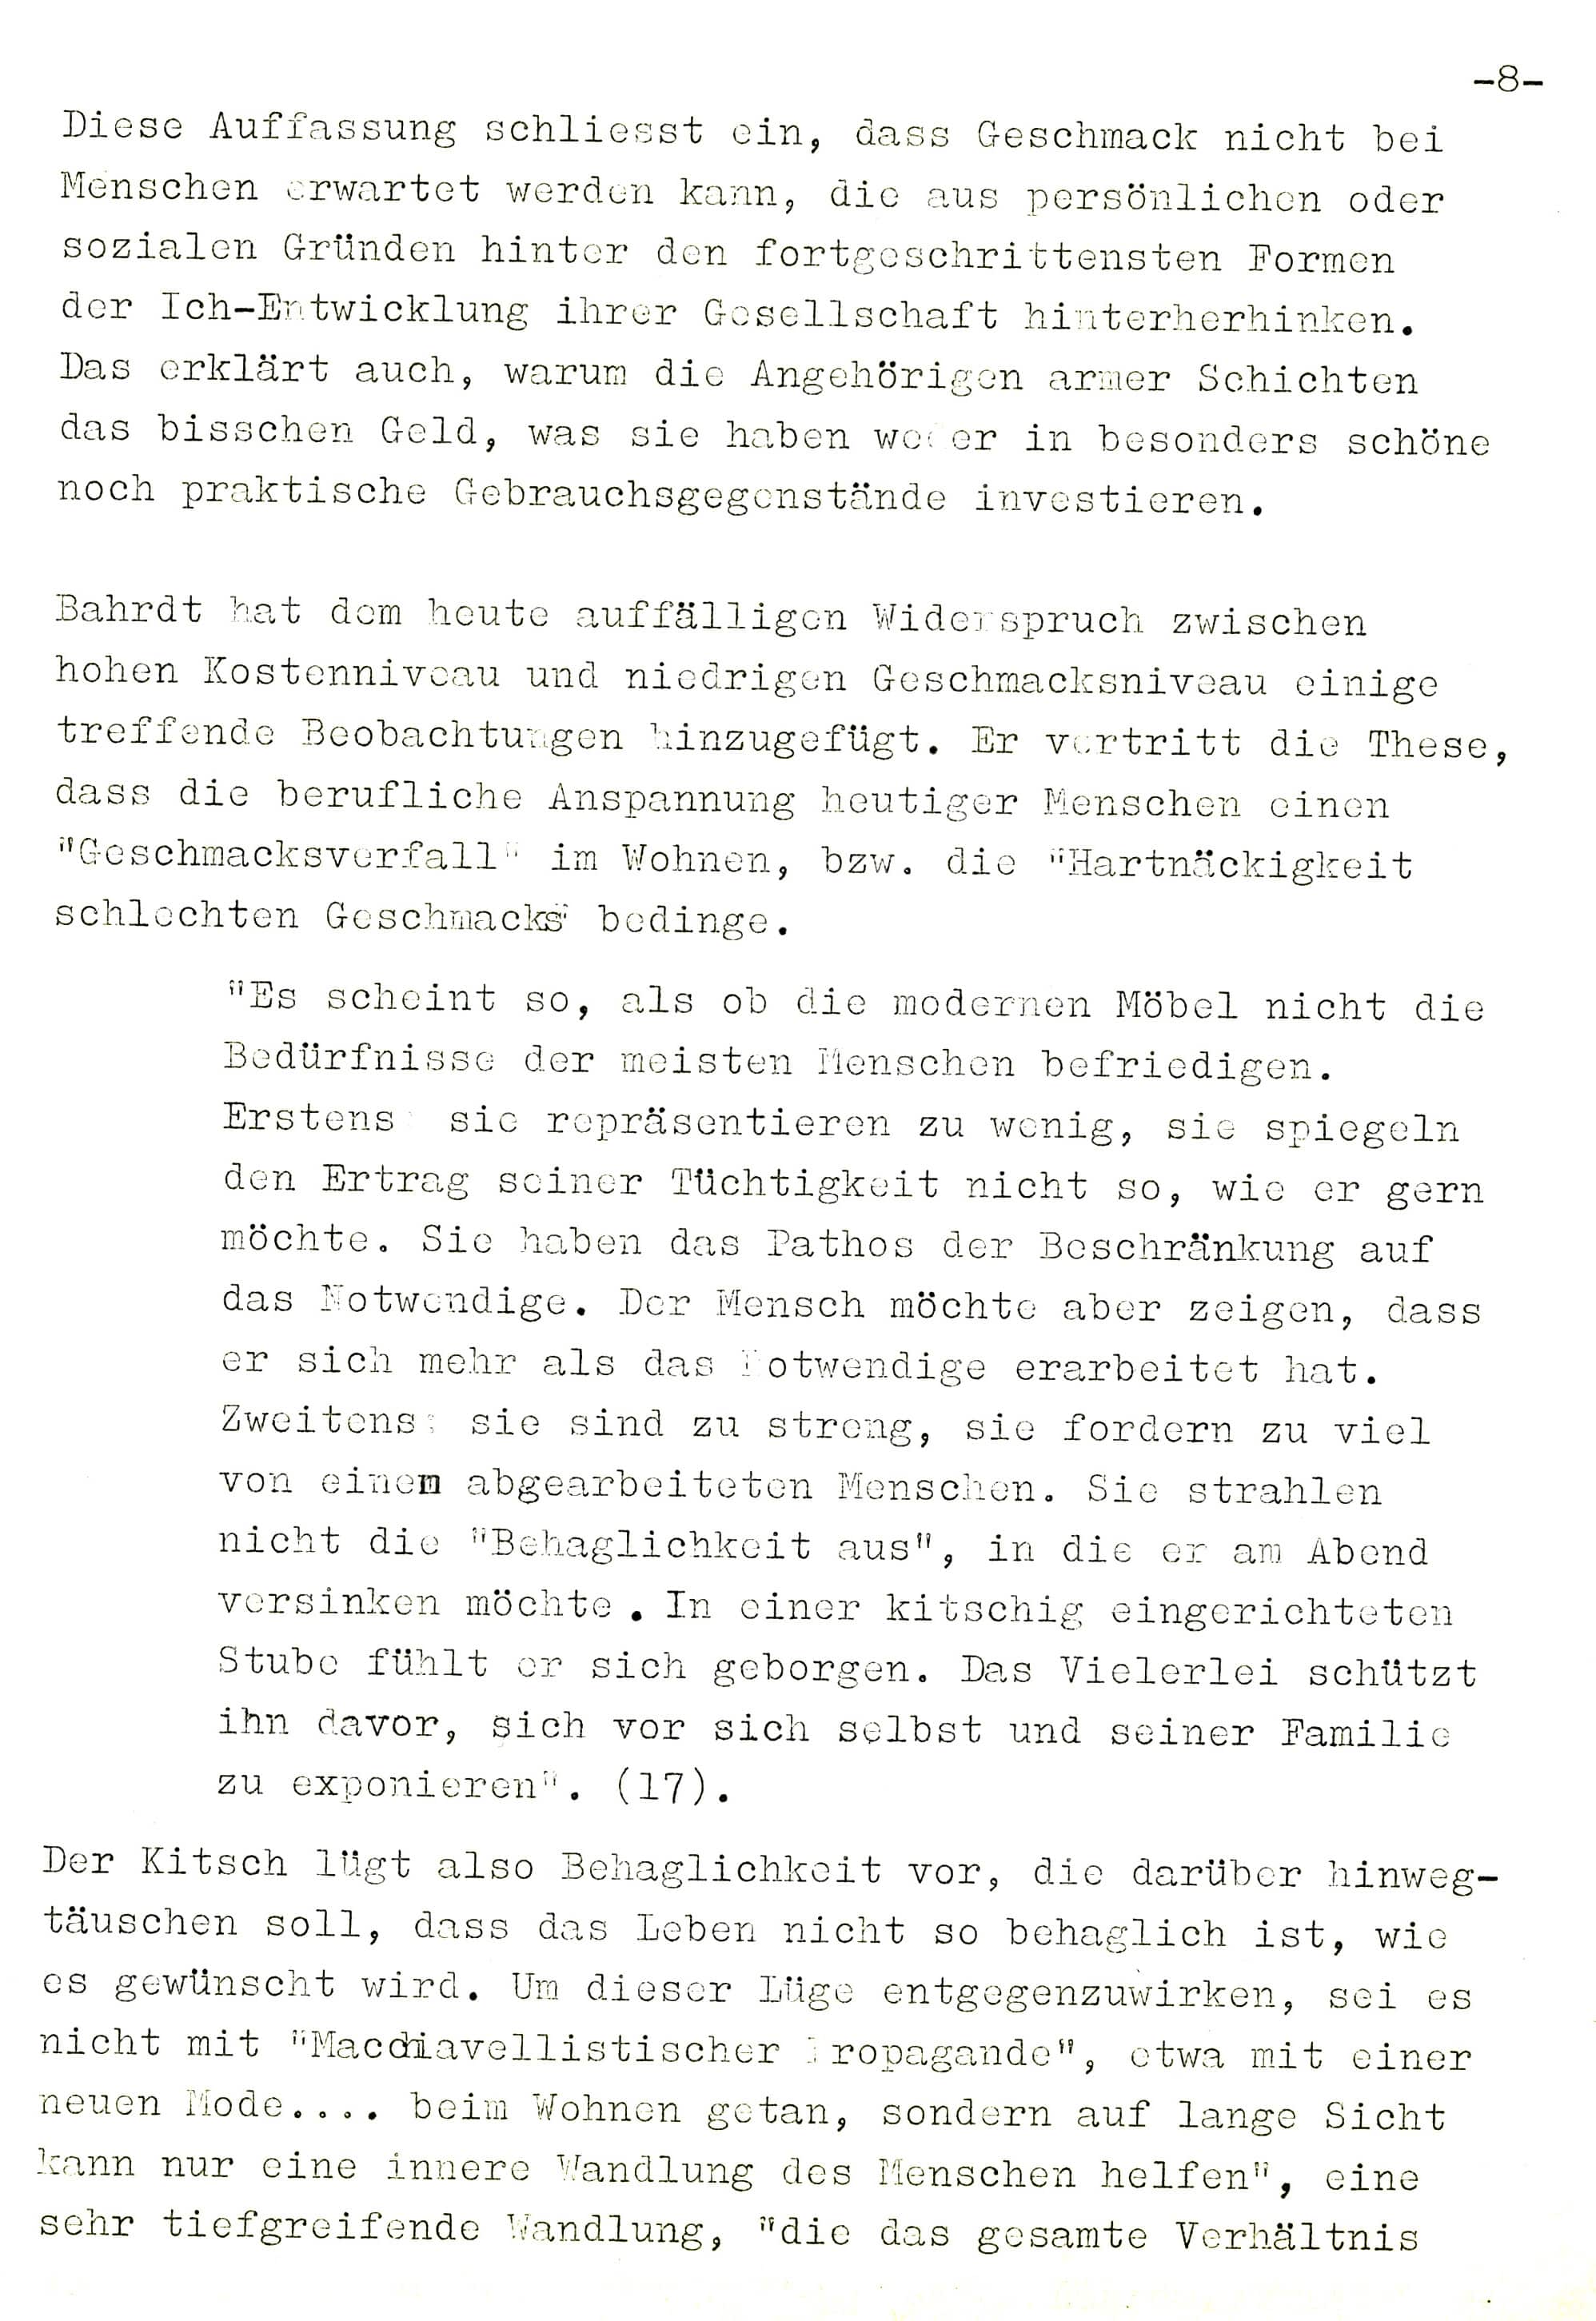 -8-
Diese Auffassung schliesst ein, dass Geschmack nicht bei
Menschen erwartet werden kann, die aus persönlichen oder
sozialen Gründen hinter den fortgeschrittensten Formen
der Ich-Entwicklung ihrer Gesellschaft hinterherhinken.
Das erklärt auch, warum die Angehörigen armer Schichten
das bisschen Geld, was sie haben weder in besonders schöne
noch praktische Gebrauchsgegenstände investieren.
Bahrdt hat dem heute auffälligen Widerspruch zwischen
hohen Kostenniveau und niedrigen Geschmacksniveau einige
treffende Beobachtungen hinzugefügt. Er vertritt die These,
dass die berufliche Anspannung heutiger Menschen einen
"Geschmacksverfall" im Wohnen, bzw. die "Hartnäckigkeit
schlechten Geschmacks" bedinge.
"Es scheint so, als ob die modernen Möbel nicht die
Bedürfnisse der meisten Menschen befriedigen.
Erstens: sie repräsentieren zu wenig, sie spiegeln
den Ertrag seiner Tüchtigkeit nicht so, wie er gern
möchte. Sie haben das Pathos der Beschränkung auf
das Notwendige. Der Mensch möchte aber zeigen, dass
er sich mehr als das Notwendige erarbeitet hat.
Zweitens: sie sind zu streng, sie fordern zu viel
von einem abgearbeiteten Menschen. Sie strahlen
nicht die "Behaglichkeit aus", in die er am Abend
versinken möchte. In einer kitschig eingerichteten
Stube fühlt er sich geborgen. Das Vielerlei schützt
ihn davor, sich vor sich selbst und seiner Familie
zu exponieren". (17).
Der Kitsch lügt also Behaglichkeit vor, die darüber hinweg-
täuschen soll, dass das Leben nicht so behaglich ist, wie
es gewünscht wird. Um dieser Lüge entgegenzuwirken, sei es
nicht mit "Macchiavellistischer Propagande", etwa mit einer
neuen Mode.... beim Wohnen getan, sondern auf lange Sicht
kann nur eine innere Wandlung des Menschen helfen", eine
sehr tiefgreifende Wandlung, "die das gesamte Verhältnis